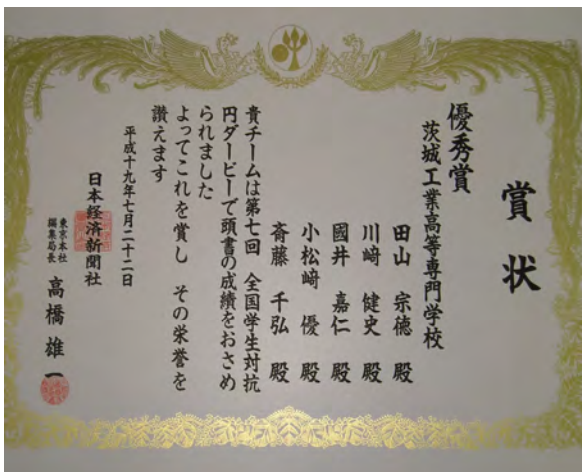 賞状
優秀賞
茨城工業高等専門学校
田山 宗徳 殿
川﨑 健史 殿
國井 嘉仁 殿
小松﨑 優 殿
斎藤 千弘 殿
貴チームは第七回 全国学生対抗
円ダービーで頭書の成績をおさめ
られました
よってこれを賞し その栄誉を
讃えます
平成十九年七月二十二日
日本経済新聞社
東京本社
編集局長
高橋 雄一